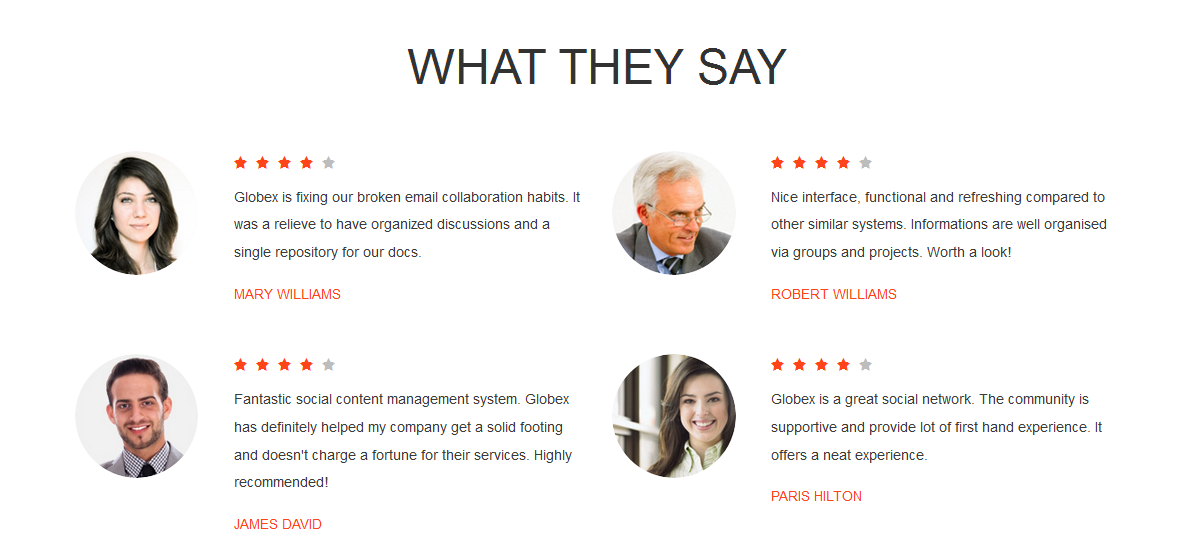 WHAT THEY SAY
Globex is fixing our broken email collaboration habits. It
was a relieve to have organized discussions and a
single repository for our docs.
MARY WILLIAMS
Nice interface, functional and refreshing compared to
other similar systems. Informations are well organised
via groups and projects. Worth a look!
ROBERT WILLIAMS
Fantastic social content management system. Globex
has definitely helped my company get a solid footing
and doesn't charge a fortune for their services. Highly
recommended!
JAMES DAVID
Globex is a great social network. The community is
supportive and provide lot of first hand experience. It
offers a neat experience.
PARIS HILTON